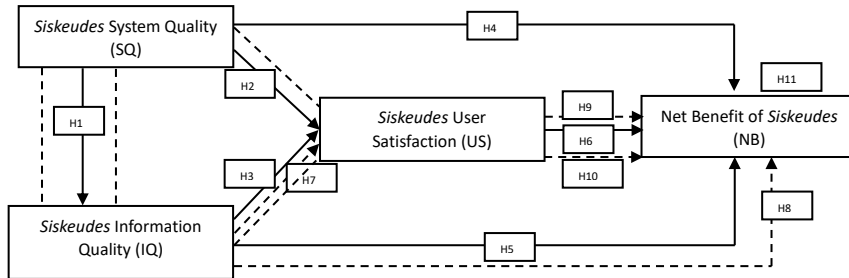 Siskeudes System Quality
(SQ)
H4
H11
H2
H1
Siskeudes User
Satisfaction (US)
H9
H6
H10
Net Benefit of Siskeudes
(NB)
H3
H7
H8
Siskeudes Information
Quality (IQ)
H5